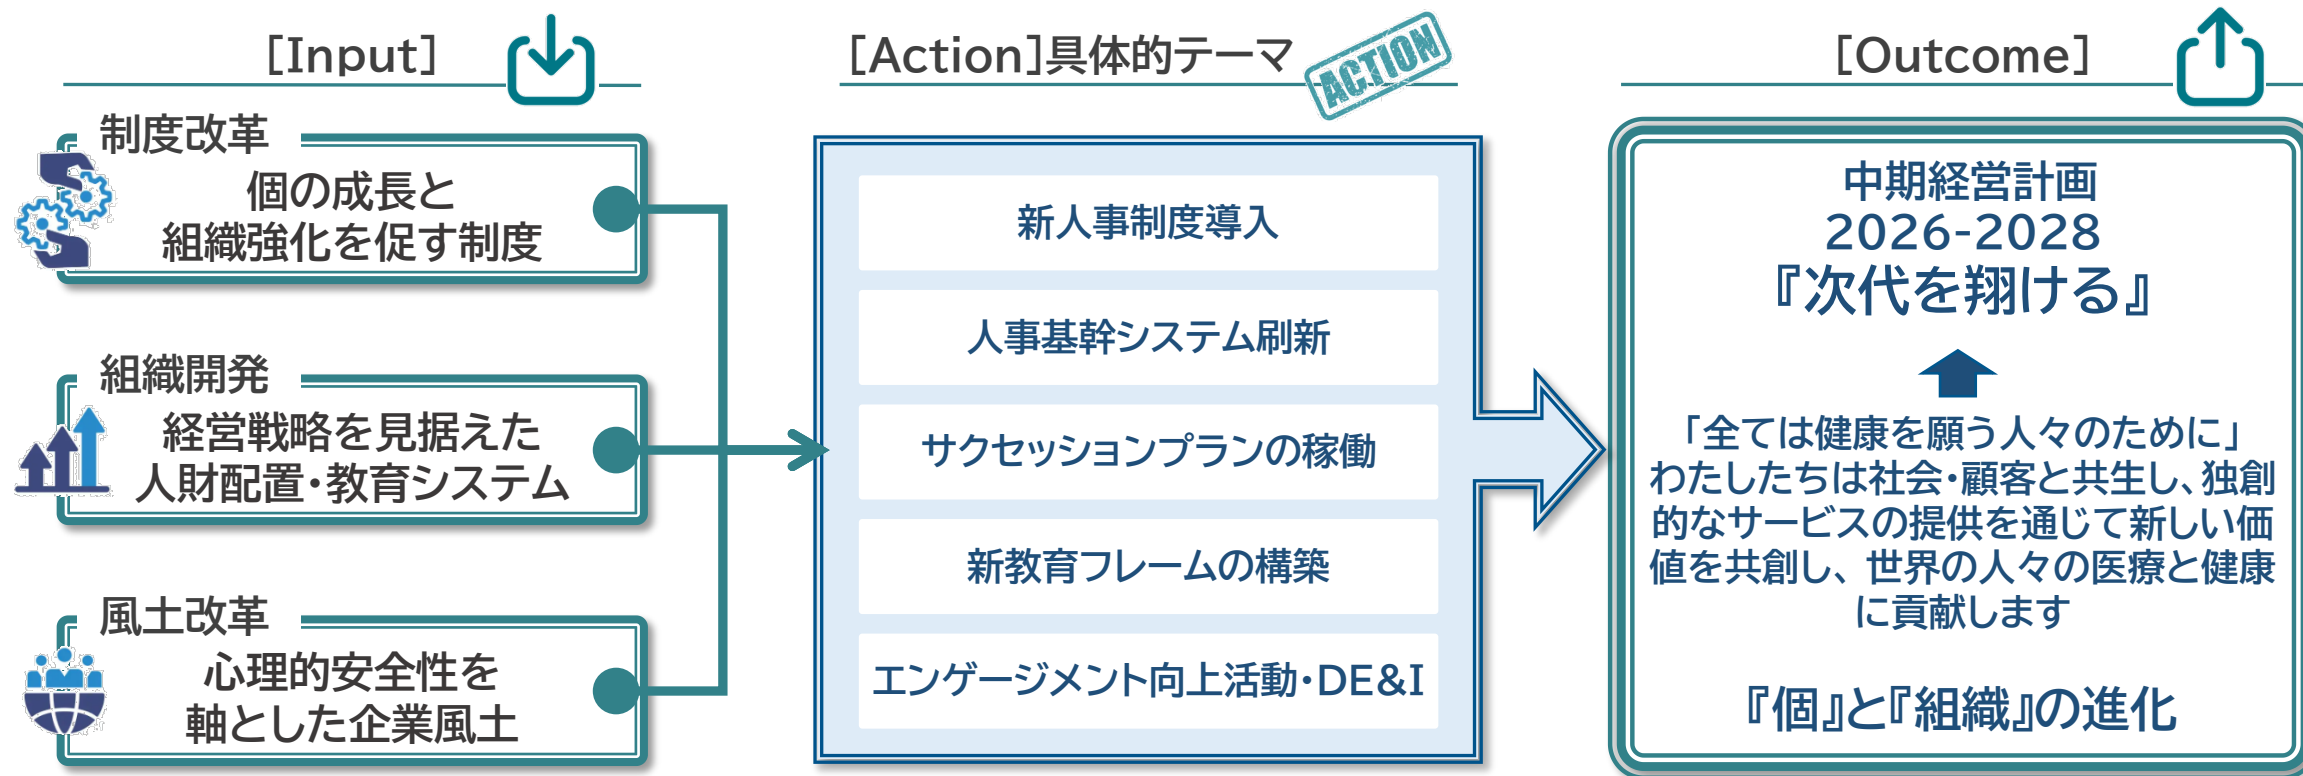 [Input]
制度改革
個の成長と
組織強化を促す制度
組織開発
経営戦略を見据えた
人財配置・教育システム
風土改革
心理的安全性を
軸とした企業風土
[Action]具体的テーマ
ACTION
新人事制度導入
人事基幹システム刷新
サクセッションプランの稼働
新教育フレームの構築
エンゲージメント向上活動・DE&I
[Outcome]
中期経営計画
2026-2028
『次代を翔ける』
「全ては健康を願う人々のために」
わたしたちは社会・顧客と共生し、独創
的なサービスの提供を通じて新しい価
値を共創し、世界の人々の医療と健康
に貢献します
『個』と『組織』の進化